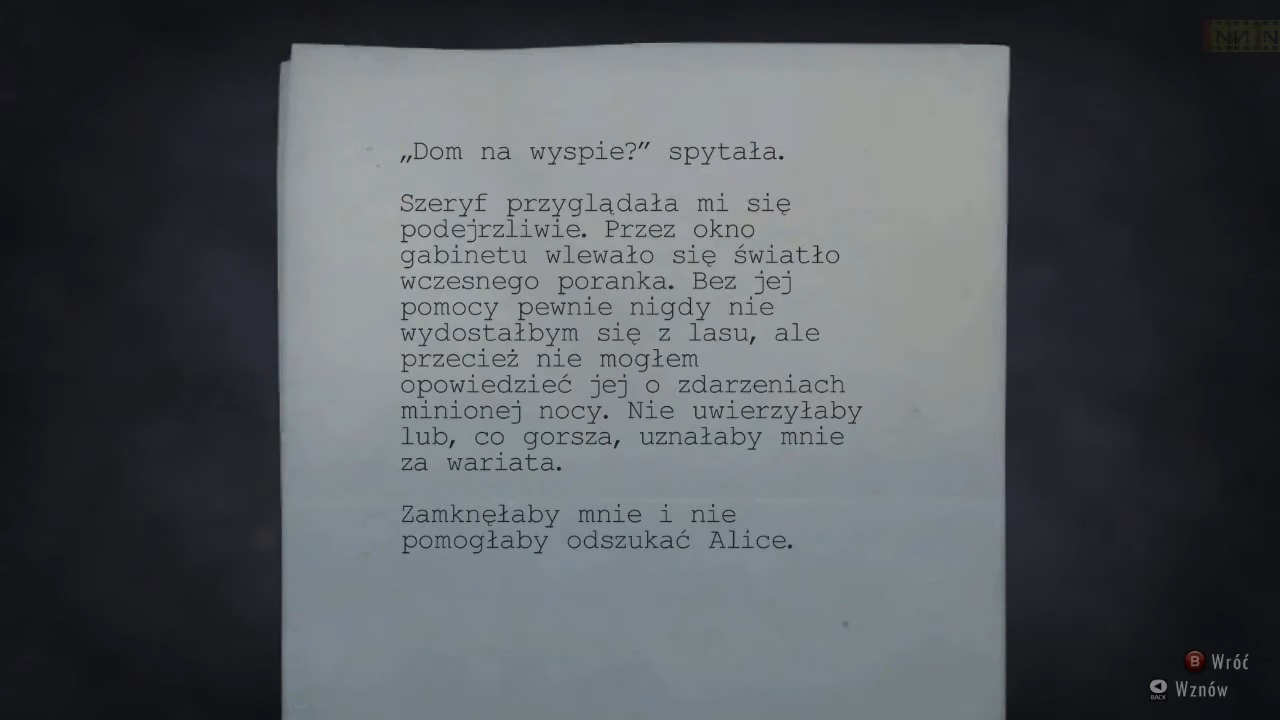 „Dom na wyspie?” spytała.
Szeryf przyglądała mi się
podejrzliwie. Przez okno
gabinetu wlewało się światło
wczesnego poranka. Bez jej
pomocy pewnie nigdy nie
wydostałbym się z lasu, ale
przecież nie mogłem
opowiedzieć jej o zdarzeniach
minionej nocy. Nie uwierzyłaby
lub, co gorsza, uznałaby mnie
za wariata.
Zamknęłaby mnie i nie
pomogłaby odszukać Alice.
B Wróć
BACK Wznów